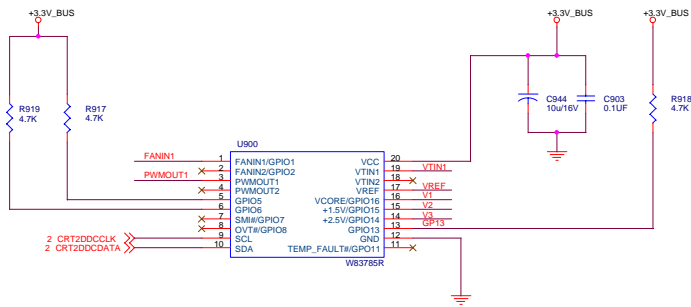 +3.3V_BUS
+3.3V_BUS
+3.3V_BUS
R919
4.7K
R917
4.7K
C944
10u/16V
C903
0.1UF
R918
4.7K
U900
FANIN1 1 FANIN1/GPIO1 VCC 20
2 FANIN2/GPIO2 VTIN1 19 VTIN1
PWMOUT1 3 PWMOUT1 VTIN2 18
4 PWMOUT2 VREF 17 VREF
5 GPIO5 VCORE/GPIO16 16 V1
6 GPIO6 +1.5V/GPIO15 15 V2
7 SMI#/GPIO7 +2.5V/GPIO14 14 V3
8 OVT#/GPIO8 GPIO13 13 GP13
2 CRT2DDCCLK 9 SCL GND 12
2 CRT2DDCDATA 10 SDA TEMP_FAULT#/GPO11 11
W83785R